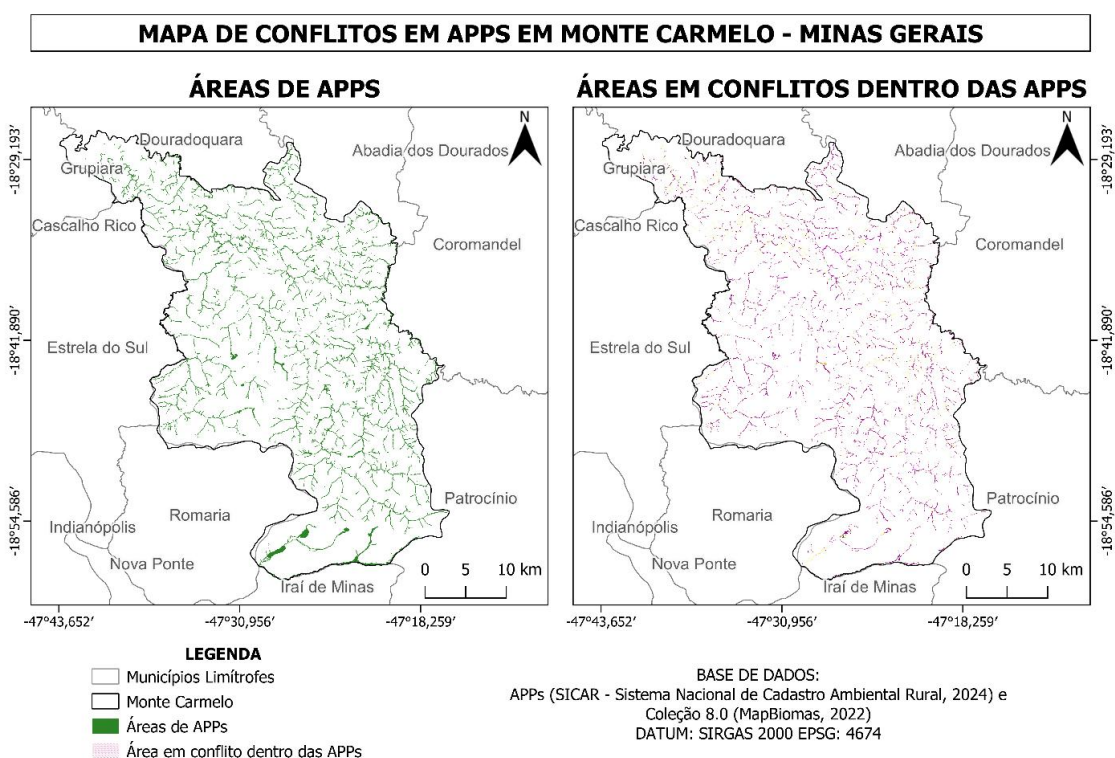 MAPA DE CONFLITOS EM APPS EM MONTE CARMELO - MINAS GERAIS
ÁREAS DE APPS
N
Douradoquara
Abadia dos Dourados
Grupiara
Cascalho Rico
Coromandel
Estrela do Sul
Patrocínio
Romaria
Indianópolis
Nova Ponte
Iraí de Minas
0 5 10 km
-18°29,193'
-18°41,890'
-18°54,586'
-47°43,652'
-47°30,956'
-47°18,259'
ÁREAS EM CONFLITOS DENTRO DAS APPS
N
Douradoquara
Abadia dos Dourados
Grupiara
Cascalho Rico
Coromandel
Estrela do Sul
Patrocínio
Romaria
Indianópolis
Nova Ponte
Iraí de Minas
0 5 10 km
-18°29,193'
-18°41,890'
-18°54,586'
-47°43,652'
-47°30,956'
-47°18,259'
LEGENDA
Municípios Limítrofes
Monte Carmelo
Áreas de APPs
Área em conflito dentro das APPs
BASE DE DADOS:
APPs (SICAR - Sistema Nacional de Cadastro Ambiental Rural, 2024) e
Coleção 8.0 (MapBiomas, 2022)
DATUM: SIRGAS 2000 EPSG: 4674